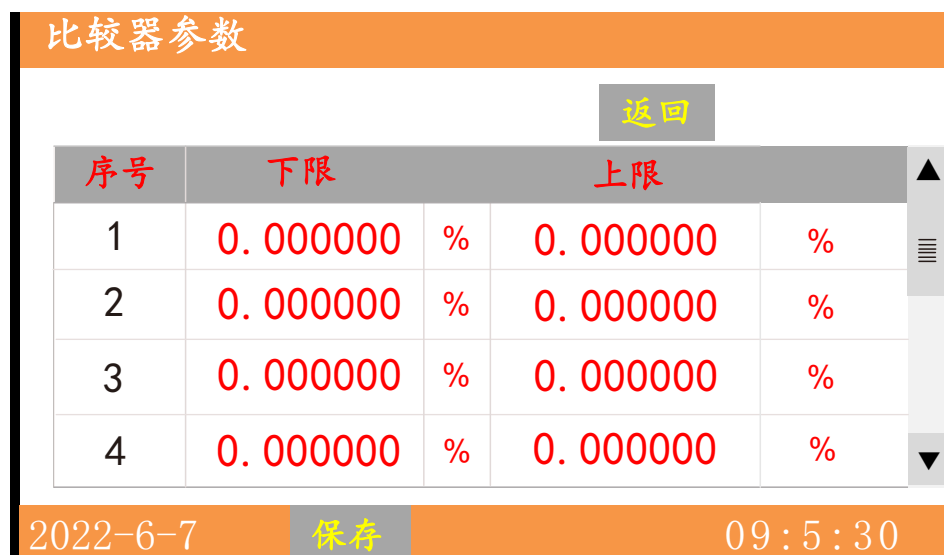 比较器参数
返回
序号 下限 上限
1 0.000000 % 0.000000 %
2 0.000000 % 0.000000 %
3 0.000000 % 0.000000 %
4 0.000000 % 0.000000 %
2022-6-7 保存 09:5:30